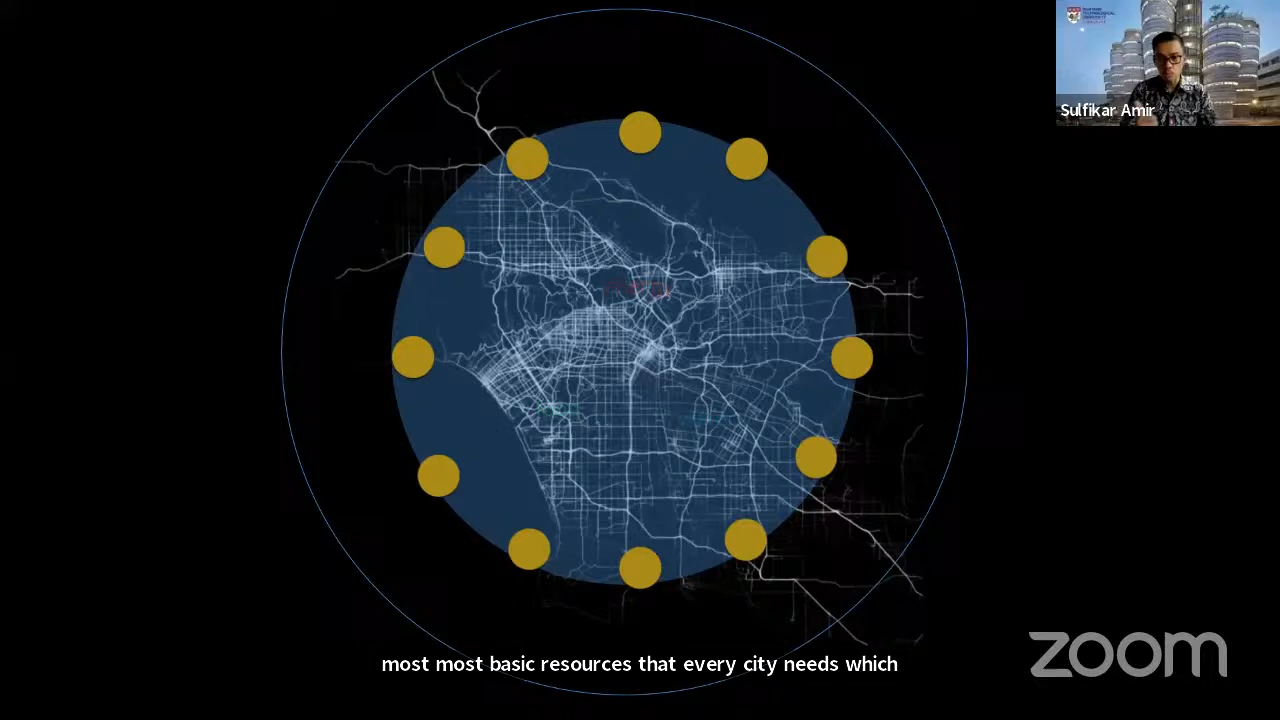 Sulfikar Amir
most most basic resources that every city needs which
zoom